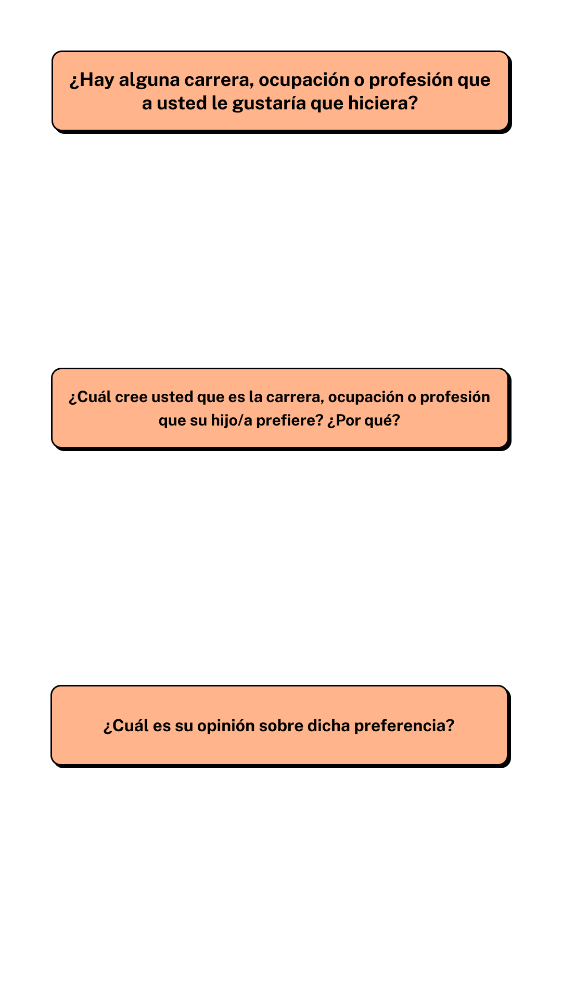 ¿Hay alguna carrera, ocupación o profesión que
a usted le gustaría que hiciera?
¿Cuál cree usted que es la carrera, ocupación o profesión
que su hijo/a prefiere? ¿Por qué?
¿Cuál es su opinión sobre dicha preferencia?